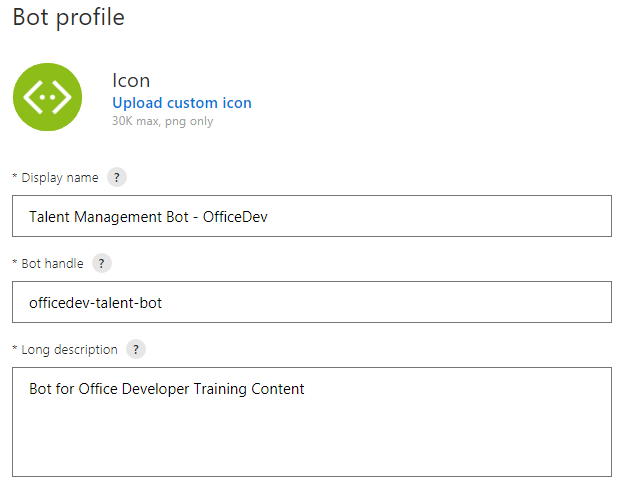 Bot profile
Icon
Upload custom icon
30K max, png only
* Display name ?
Talent Management Bot - OfficeDev
* Bot handle ?
officedev-talent-bot
* Long description ?
Bot for Office Developer Training Content